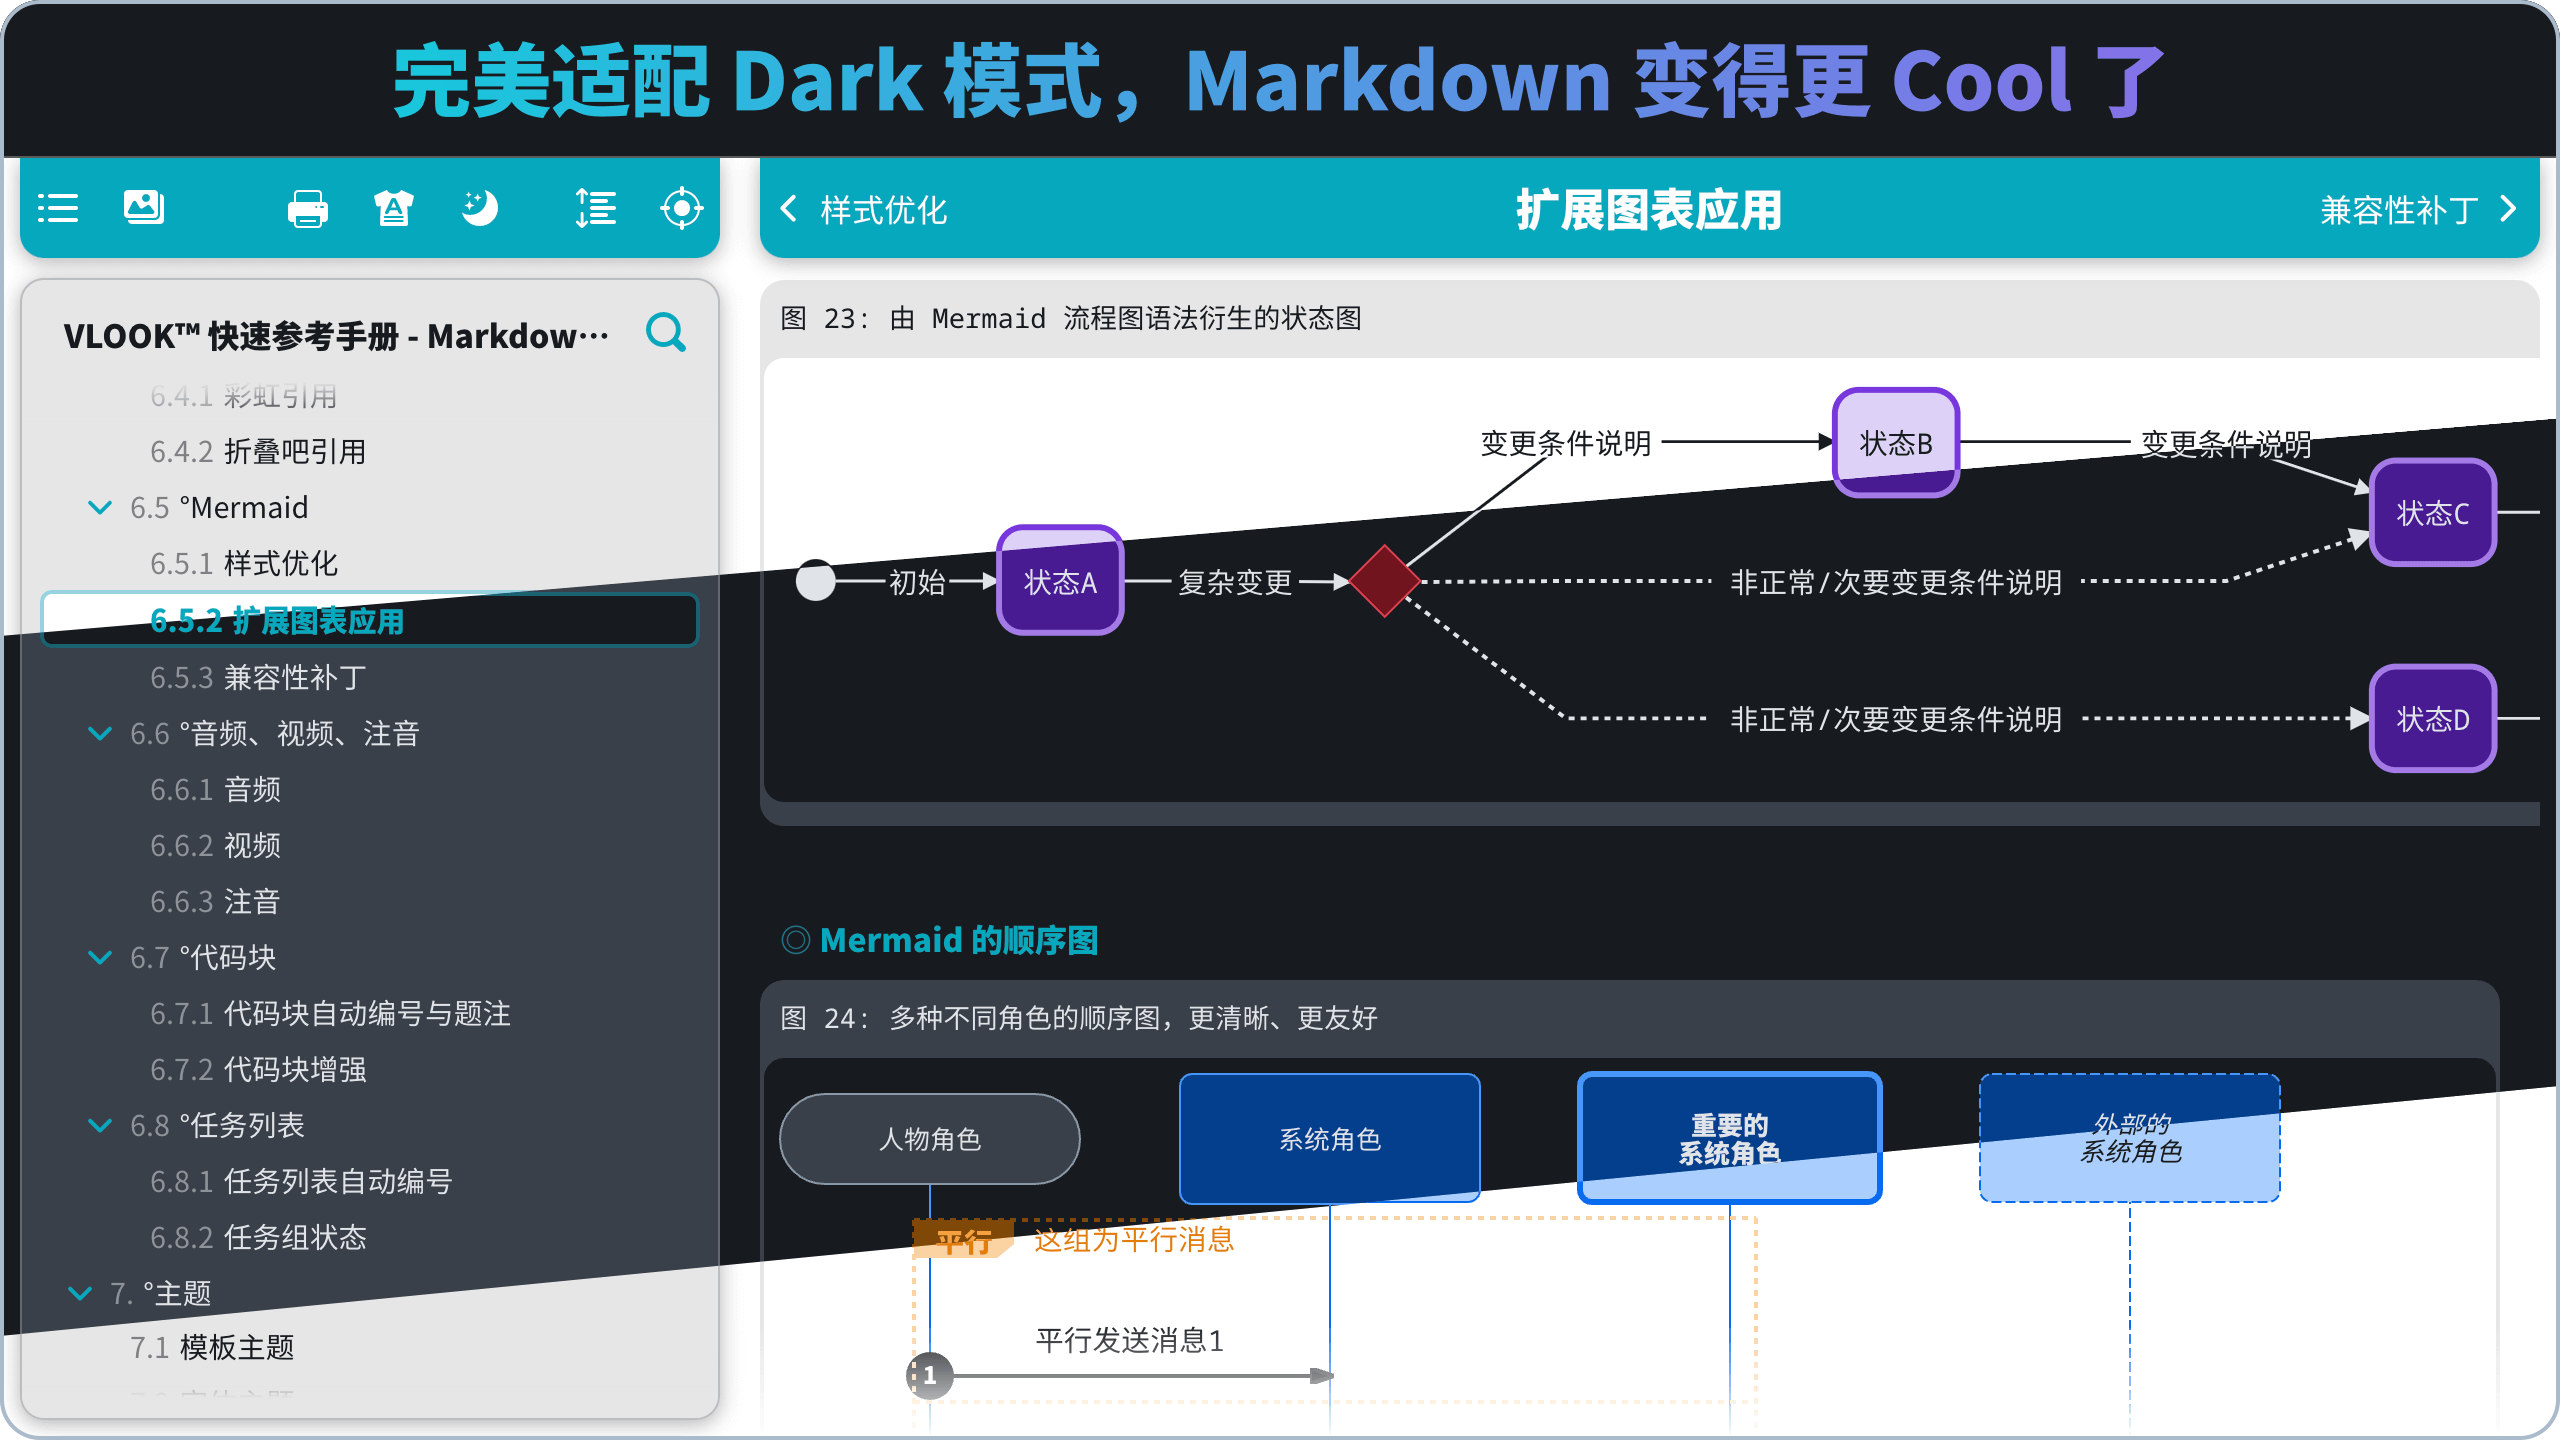 完美适配 Dark 模式，Markdown 变得更 Cool 了
样式优化
扩展图表应用
兼容性补丁
VLOOK™ 快速参考手册 - Markdow…
6.4.1 彩虹引用
6.4.2 折叠吧引用
6.5 °Mermaid
6.5.1 样式优化
6.5.2 扩展图表应用
6.5.3 兼容性补丁
6.6 °音频、视频、注音
6.6.1 音频
6.6.2 视频
6.6.3 注音
6.7 °代码块
6.7.1 代码块自动编号与题注
6.7.2 代码块增强
6.8 °任务列表
6.8.1 任务列表自动编号
6.8.2 任务组状态
7. °主题
7.1 模板主题
图 23: 由 Mermaid 流程图语法衍生的状态图
变更条件说明
状态B
变更条件说明
状态C
初始
状态A
复杂变更
非正常/次要变更条件说明
非正常/次要变更条件说明
状态D
◎ Mermaid 的顺序图
图 24: 多种不同角色的顺序图，更清晰、更友好
人物角色
系统角色
重要的
系统角色
外部的
系统角色
平行
这组为平行消息
平行发送消息1
1